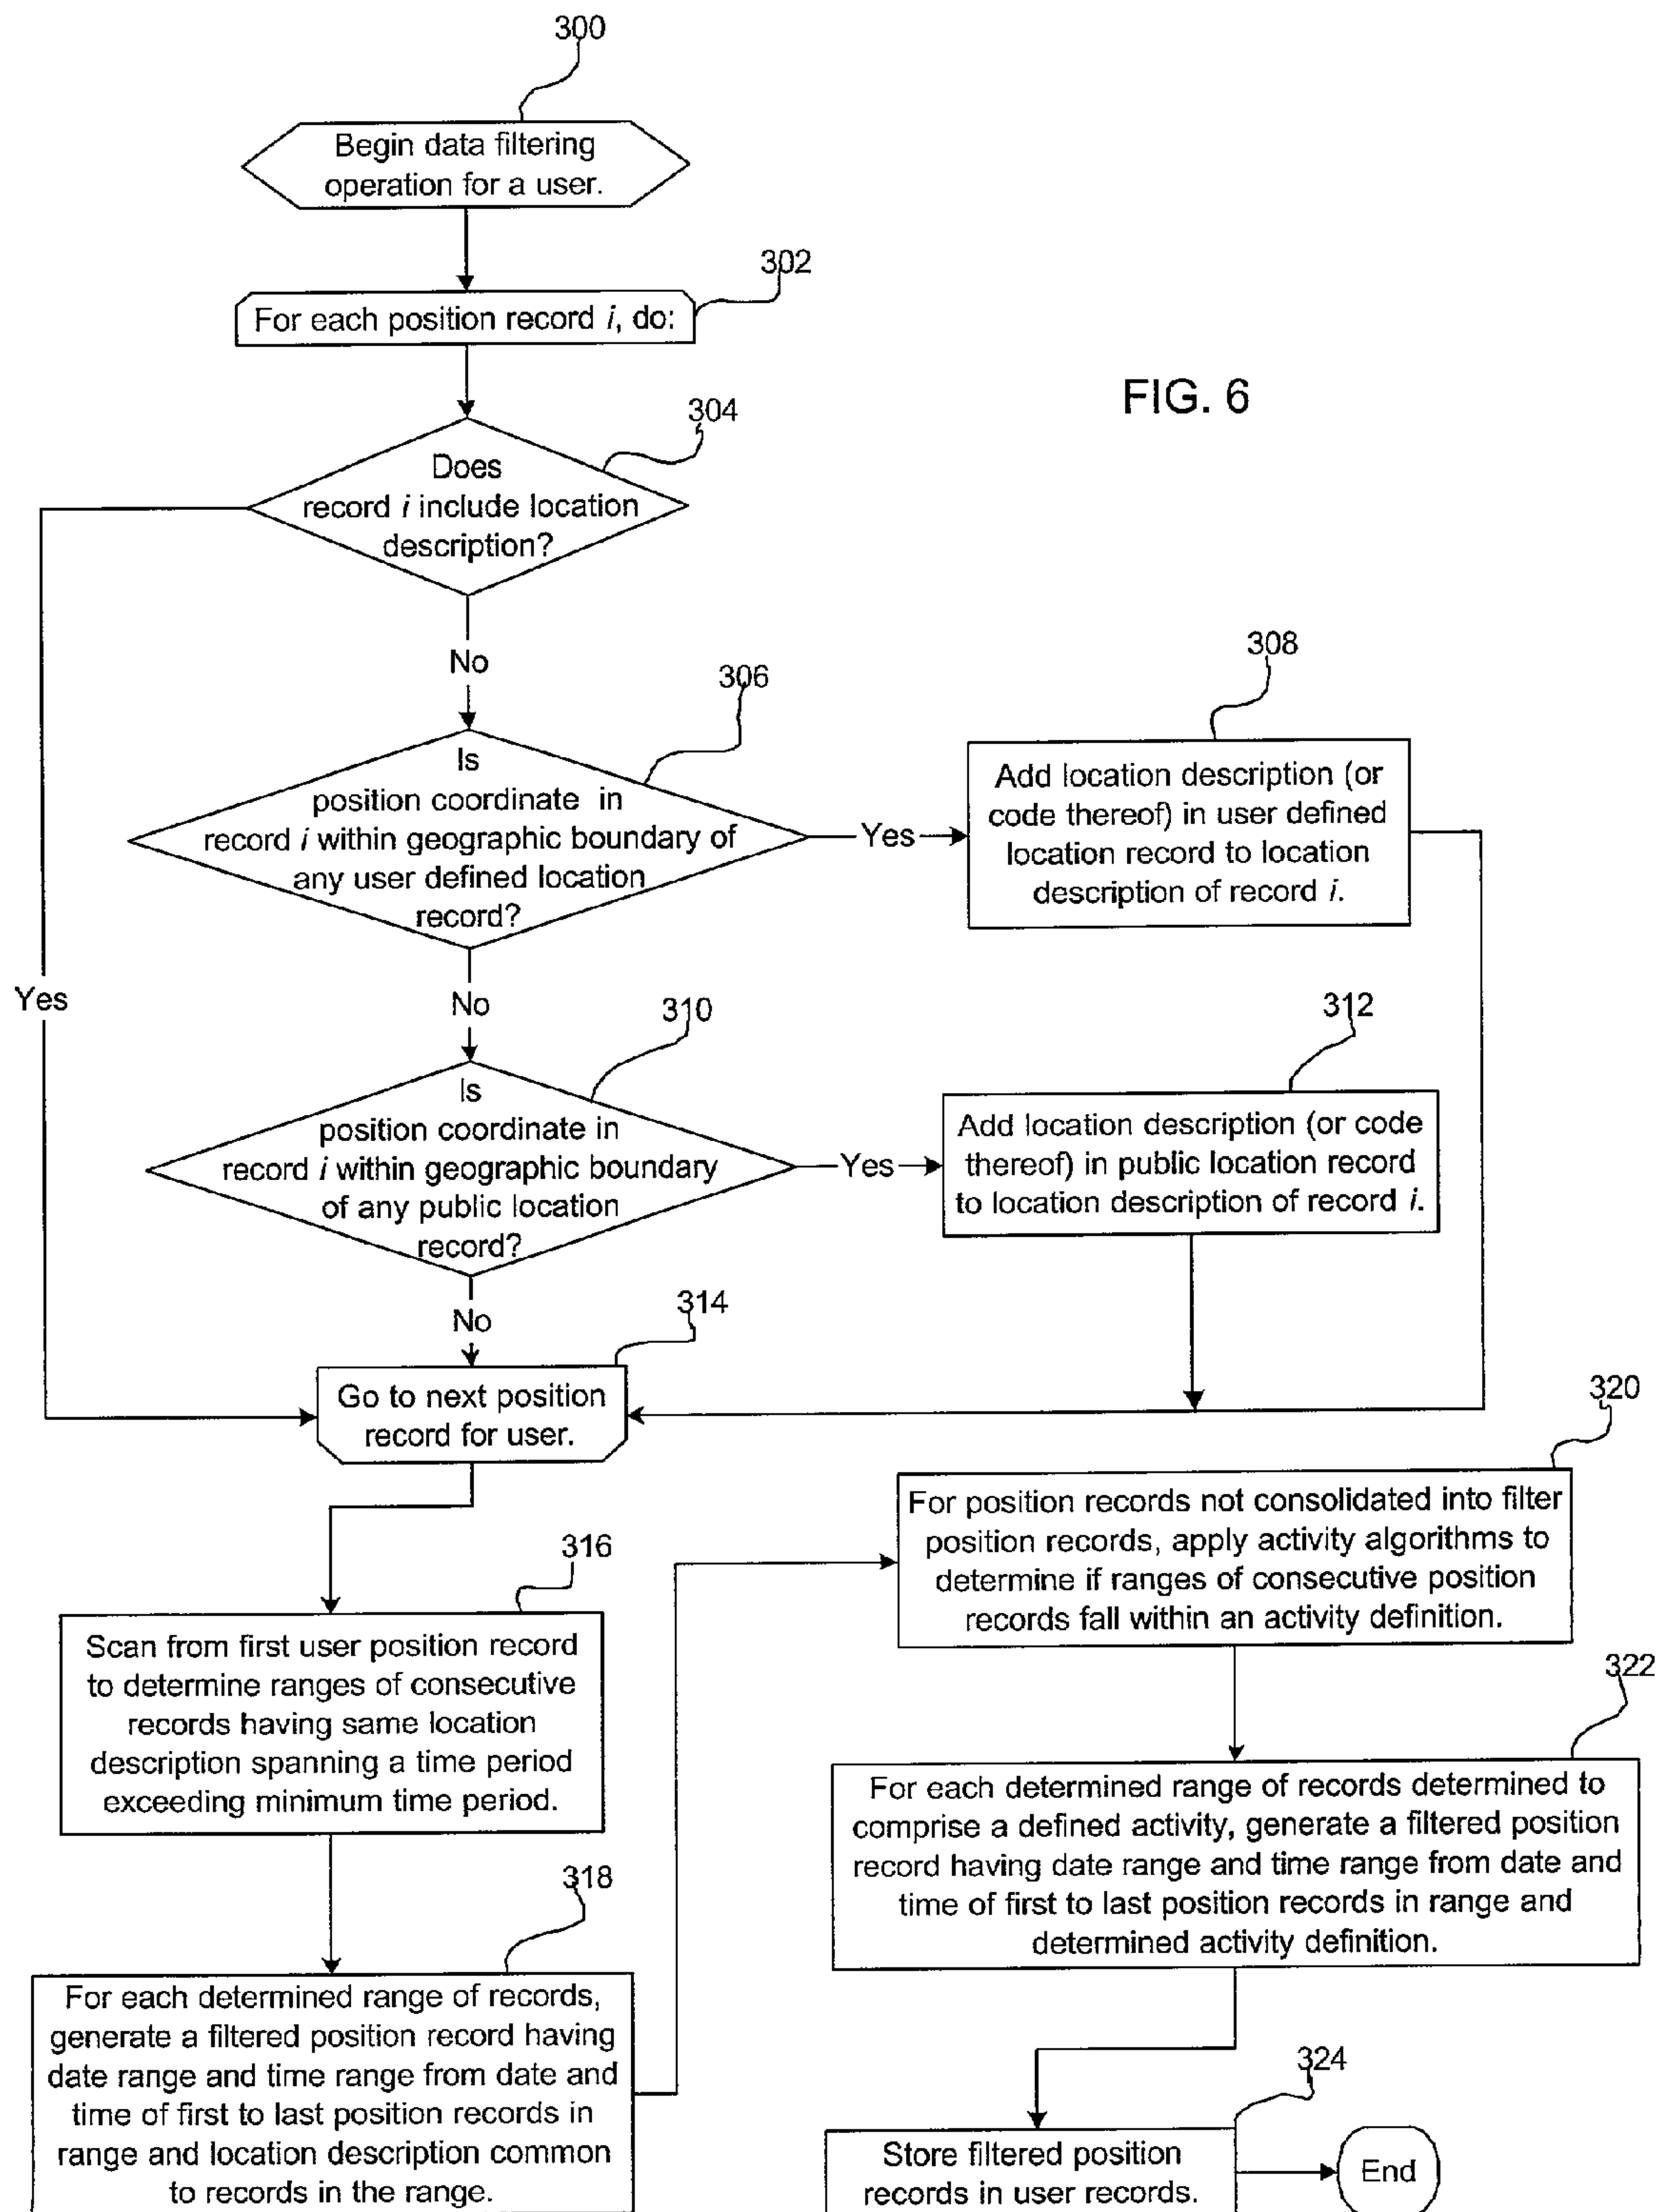 300
Begin data filtering
operation for a user.
302
For each position record i, do:
FIG. 6
304
Does
record i include location
description?
No
Yes
306
Is
position coordinate in
record i within geographic boundary of
any user defined location
record?
Yes
308
Add location description (or
code thereof) in user defined
location record to location
description of record i.
No
310
Is
position coordinate in
record i within geographic boundary
of any public location
record?
Yes
312
Add location description (or code
thereof) in public location record
to location description of record i.
No
314
Go to next position
record for user.
316
Scan from first user position record
to determine ranges of consecutive
records having same location
description spanning a time period
exceeding minimum time period.
318
For each determined range of records,
generate a filtered position record having
date range and time range from date and
time of first to last position records in
range and location description common
to records in the range.
320
For position records not consolidated into filter
position records, apply activity algorithms to
determine if ranges of consecutive position
records fall within an activity definition.
322
For each determined range of records determined to
comprise a defined activity, generate a filtered position
record having date range and time range from date and
time of first to last position records in range and
determined activity definition.
324
Store filtered position
records in user records.
End